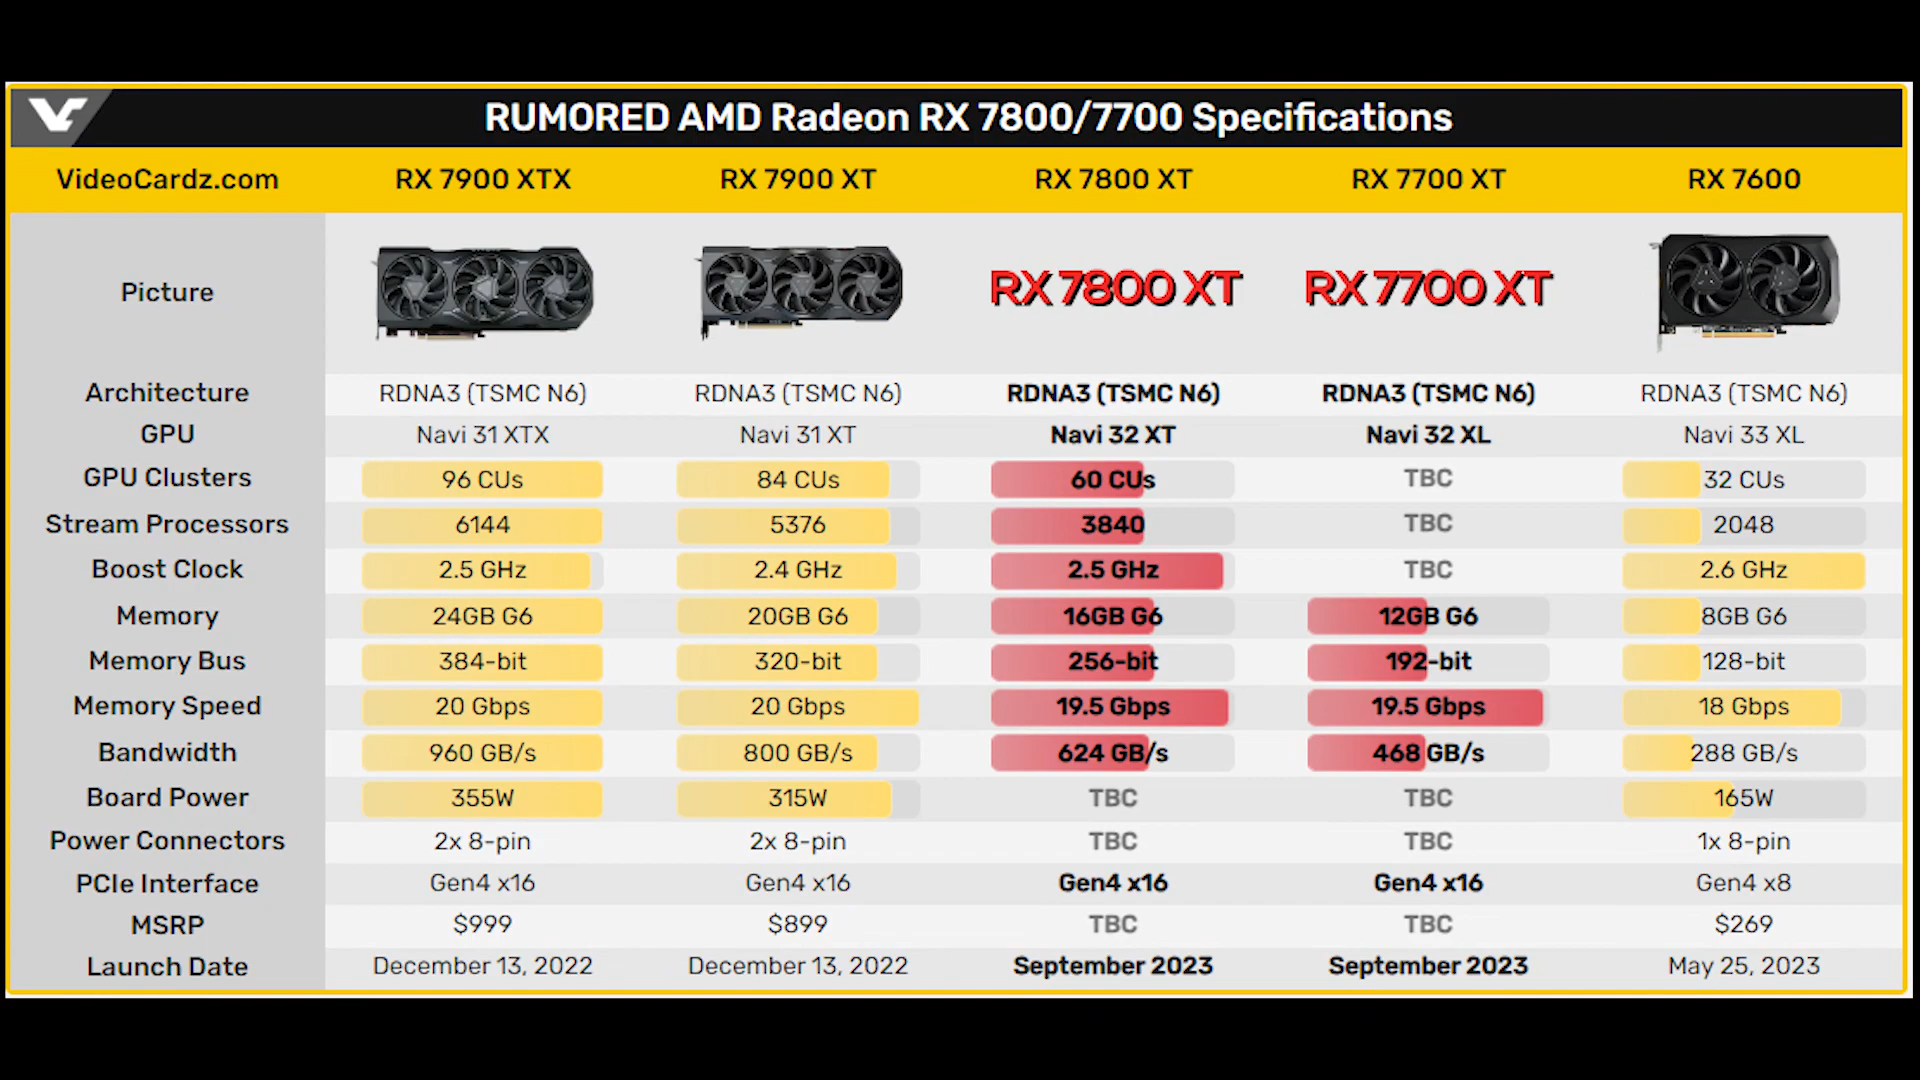 RUMORED AMD Radeon RX 7800/7700 Specifications
VideoCardz.com RX 7900 XTX RX 7900 XT RX 7800 XT RX 7700 XT RX 7600
Picture RX 7800 XT RX 7700 XT
Architecture RDNA3 (TSMC N6) RDNA3 (TSMC N6) RDNA3 (TSMC N6) RDNA3 (TSMC N6) RDNA3 (TSMC N6)
GPU Navi 31 XTX Navi 31 XT Navi 32 XT Navi 32 XL Navi 33 XL
GPU Clusters 96 CUs 84 CUs 60 CUs TBC 32 CUs
Stream Processors 6144 5376 3840 TBC 2048
Boost Clock 2.5 GHz 2.4 GHz 2.5 GHz TBC 2.6 GHz
Memory 24GB G6 20GB G6 16GB G6 12GB G6 8GB G6
Memory Bus 384-bit 320-bit 256-bit 192-bit 128-bit
Memory Speed 20 Gbps 20 Gbps 19.5 Gbps 19.5 Gbps 18 Gbps
Bandwidth 960 GB/s 800 GB/s 624 GB/s 468 GB/s 288 GB/s
Board Power 355W 315W TBC TBC 165W
Power Connectors 2x 8-pin 2x 8-pin TBC TBC 1x 8-pin
PCIe Interface Gen4 x16 Gen4 x16 Gen4 x16 Gen4 x16 Gen4 x8
MSRP $999 $899 TBC TBC $269
Launch Date December 13, 2022 December 13, 2022 September 2023 September 2023 May 25, 2023